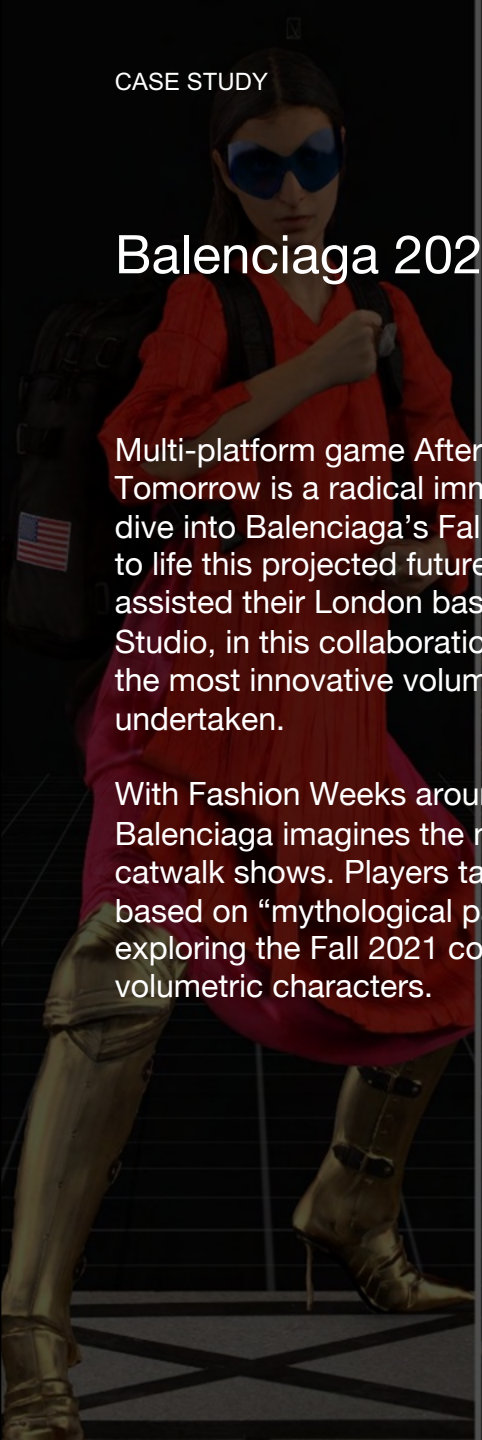 CASE STUDY
Balenciaga 202
Multi-platform game After
Tomorrow is a radical imm
dive into Balenciaga’s Fal
to life this projected future
assisted their London bas
Studio, in this collaboratio
the most innovative volum
undertaken.
With Fashion Weeks arour
Balenciaga imagines the n
catwalk shows. Players ta
based on “mythological pa
exploring the Fall 2021 co
volumetric characters.